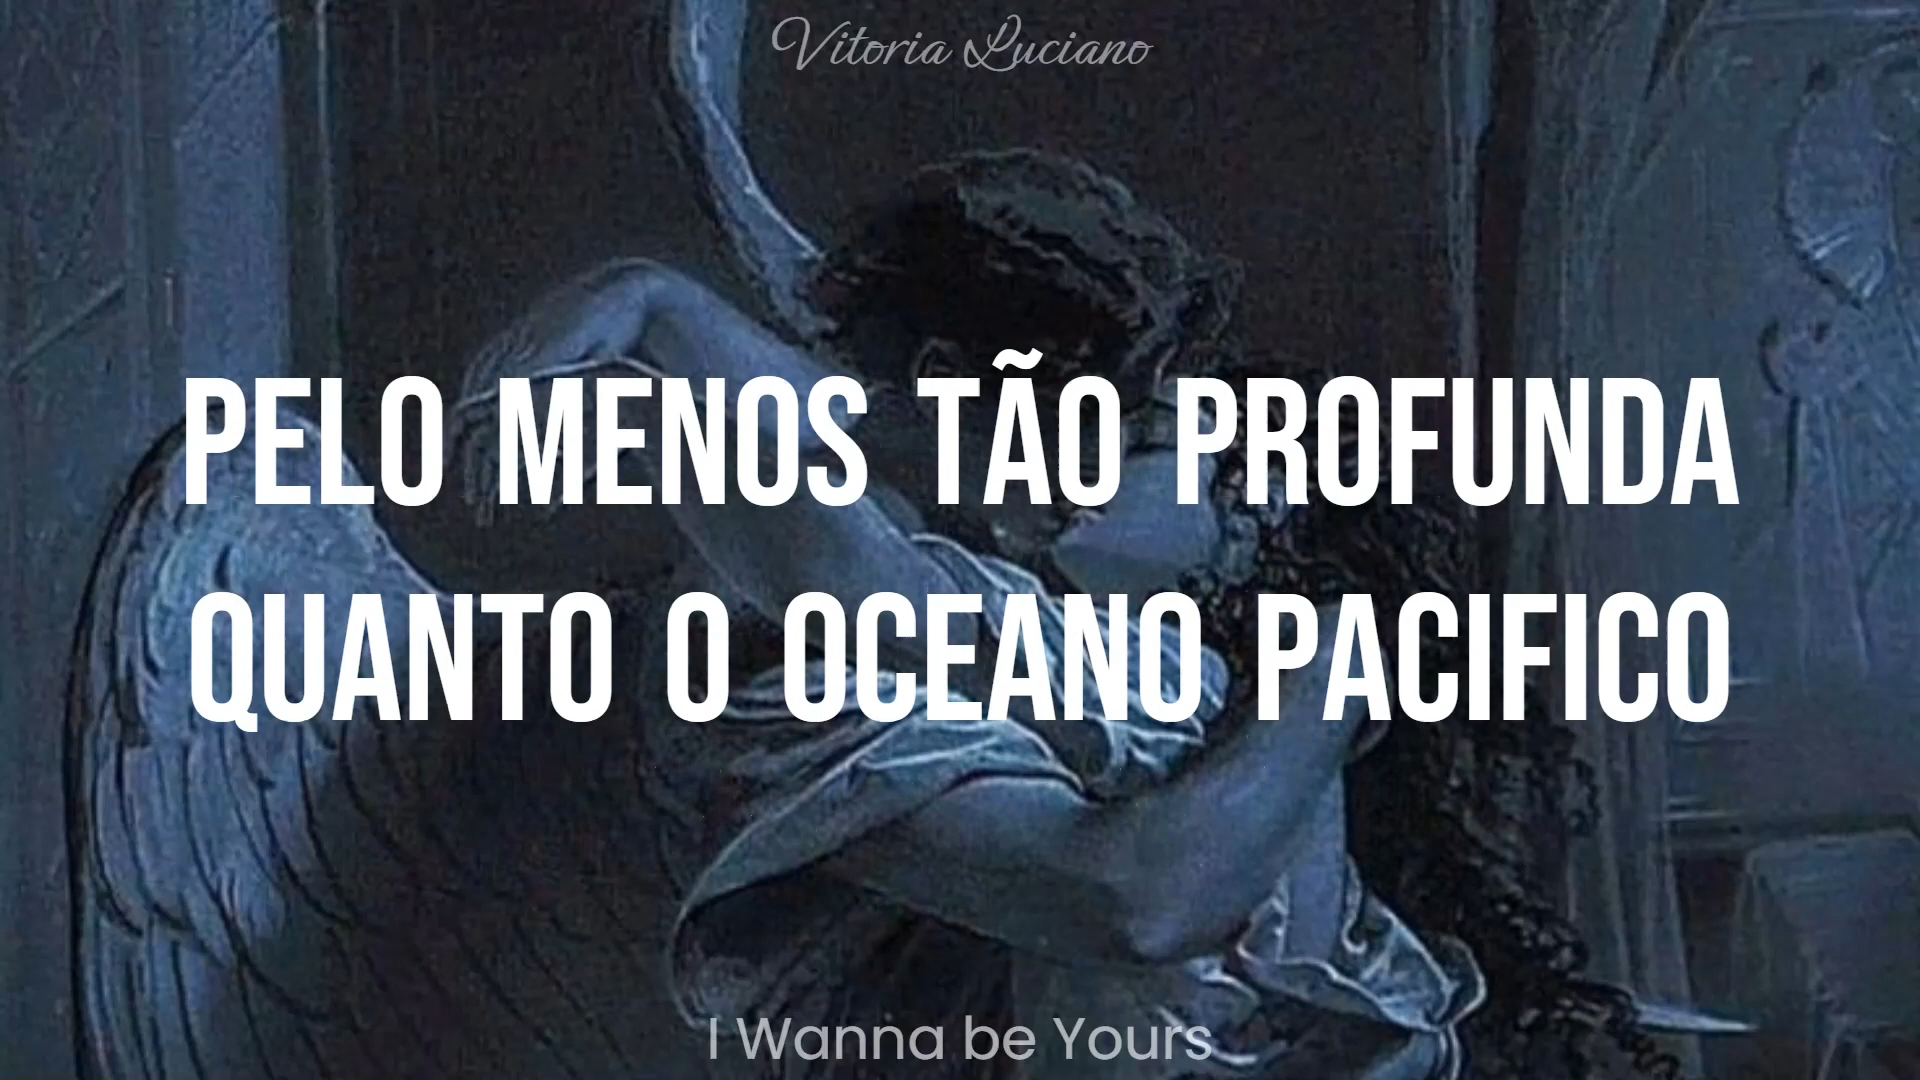 Vitoria Luciano
PELO MENOS TÃO PROFUNDA
QUANTO O OCEANO PACIFICO
I Wanna be Yours